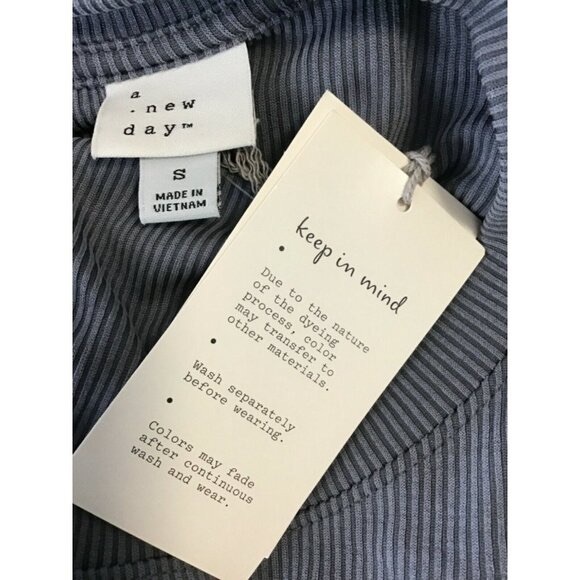 a
. new
day™
S
MADE IN
VIETNAM
keep in mind
• Due to the nature
of the dyeing
process, color
may transfer to
other materials.
• Wash separately
before wearing.
• Colors may fade
after continuous
wash and wear.